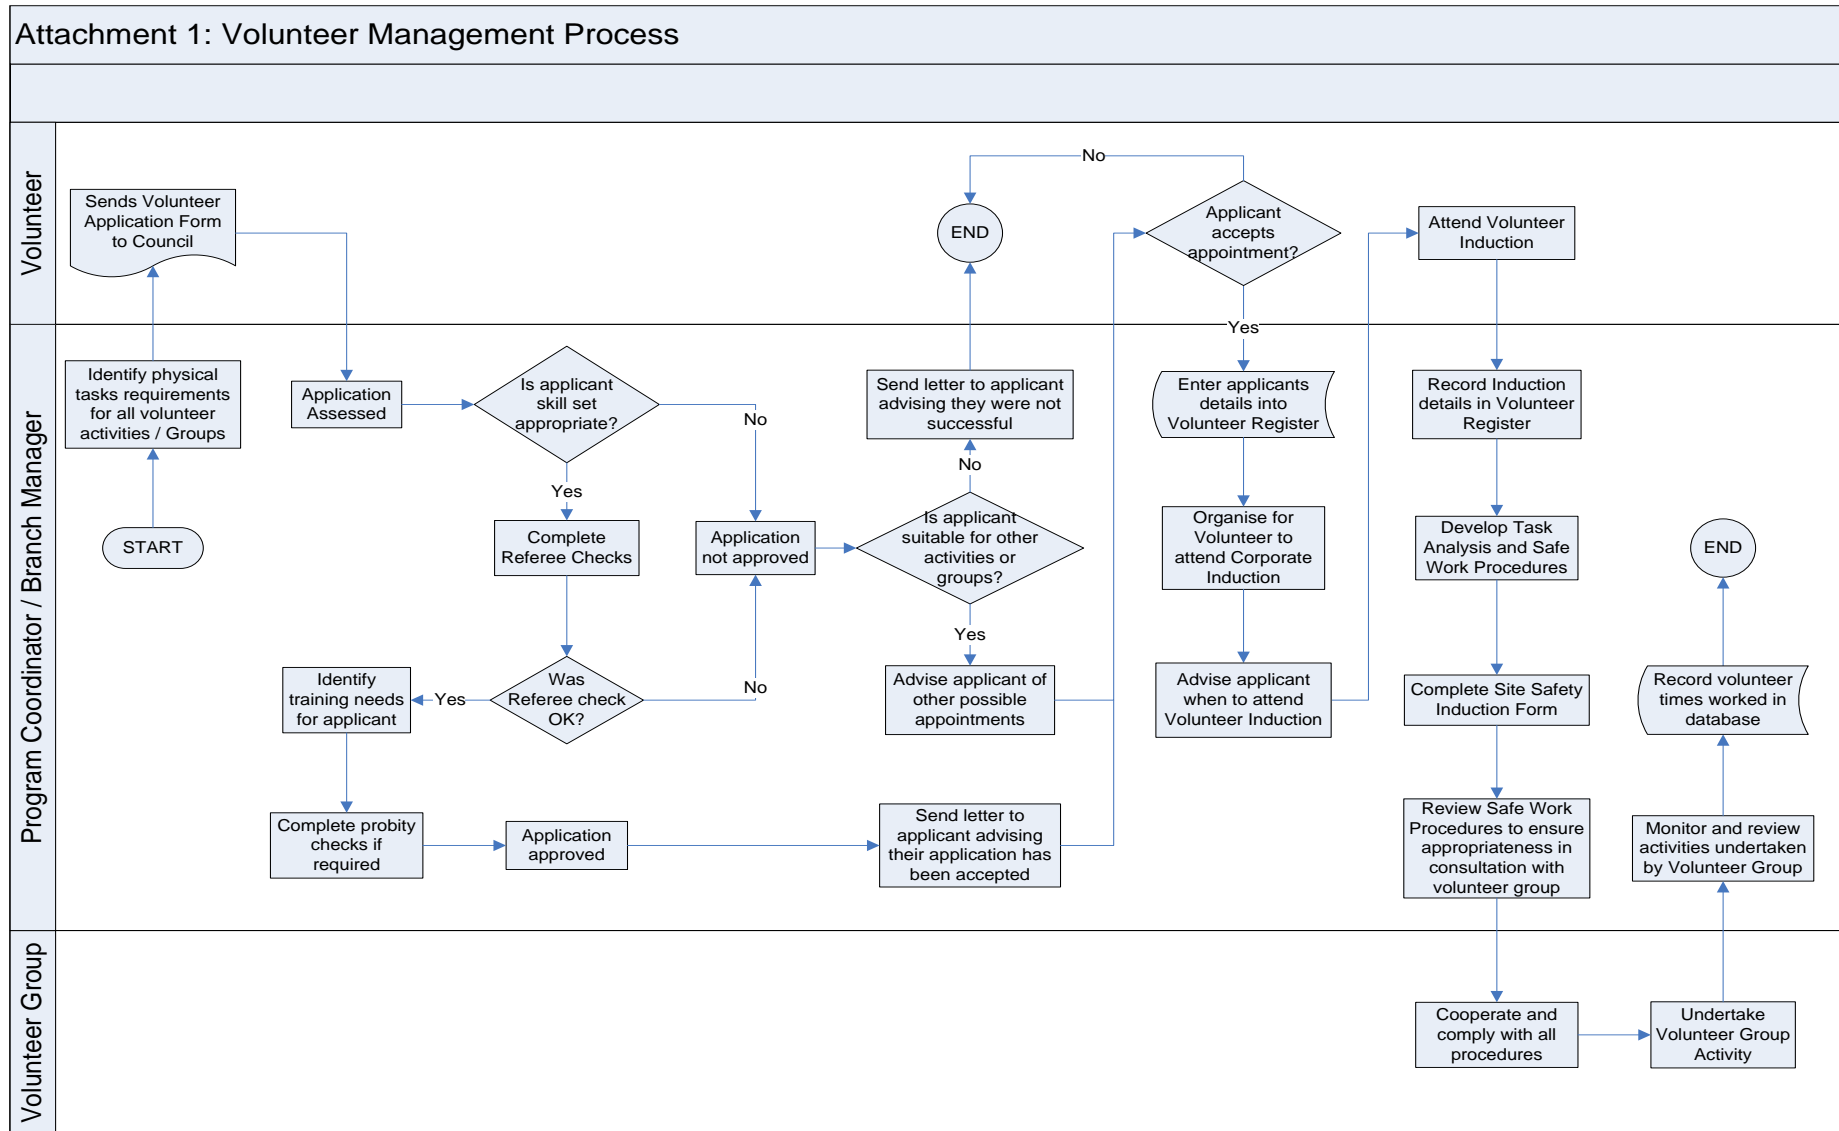 Attachment 1: Volunteer Management Process
Volunteer
Sends Volunteer
Application Form
to Council
END
No
Applicant
accepts
appointment?
Attend Volunteer
Induction
Yes
Program Coordinator / Branch Manager
Identify physical
tasks requirements
for all volunteer
activities / Groups
START
Application
Assessed
Is applicant
skill set
appropriate?
No
Yes
Complete
Referee Checks
Application
not approved
Was
Referee check
OK?
Yes
No
Identify
training needs
for applicant
Complete probity
checks if
required
Application
approved
Send letter to applicant
advising they were not
successful
No
Is applicant
suitable for other
activities or
groups?
Yes
Advise applicant of
other possible
appointments
Send letter to
applicant advising
their application has
been accepted
Enter applicants
details into
Volunteer Register
Organise for
Volunteer to
attend Corporate
Induction
Advise applicant
when to attend
Volunteer Induction
Record Induction
details in Volunteer
Register
Develop Task
Analysis and Safe
Work Procedures
Complete Site Safety
Induction Form
Review Safe Work
Procedures to ensure
appropriateness in
consultation with
volunteer group
END
Record volunteer
times worked in
database
Monitor and review
activities undertaken
by Volunteer Group
Volunteer Group
Cooperate and
comply with all
procedures
Undertake
Volunteer Group
Activity